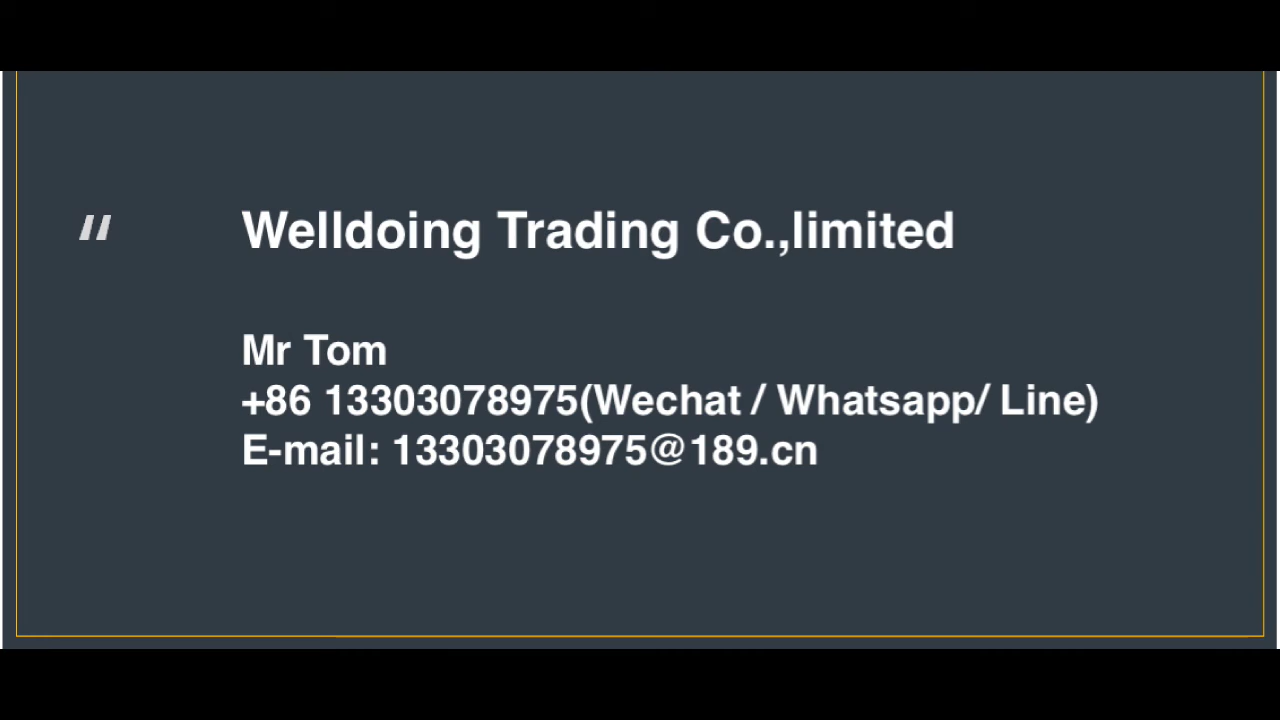 “
Welldoing Trading Co.,limited
Mr Tom
+86 13303078975(Wechat / Whatsapp/ Line)
E-mail: 13303078975@189.cn